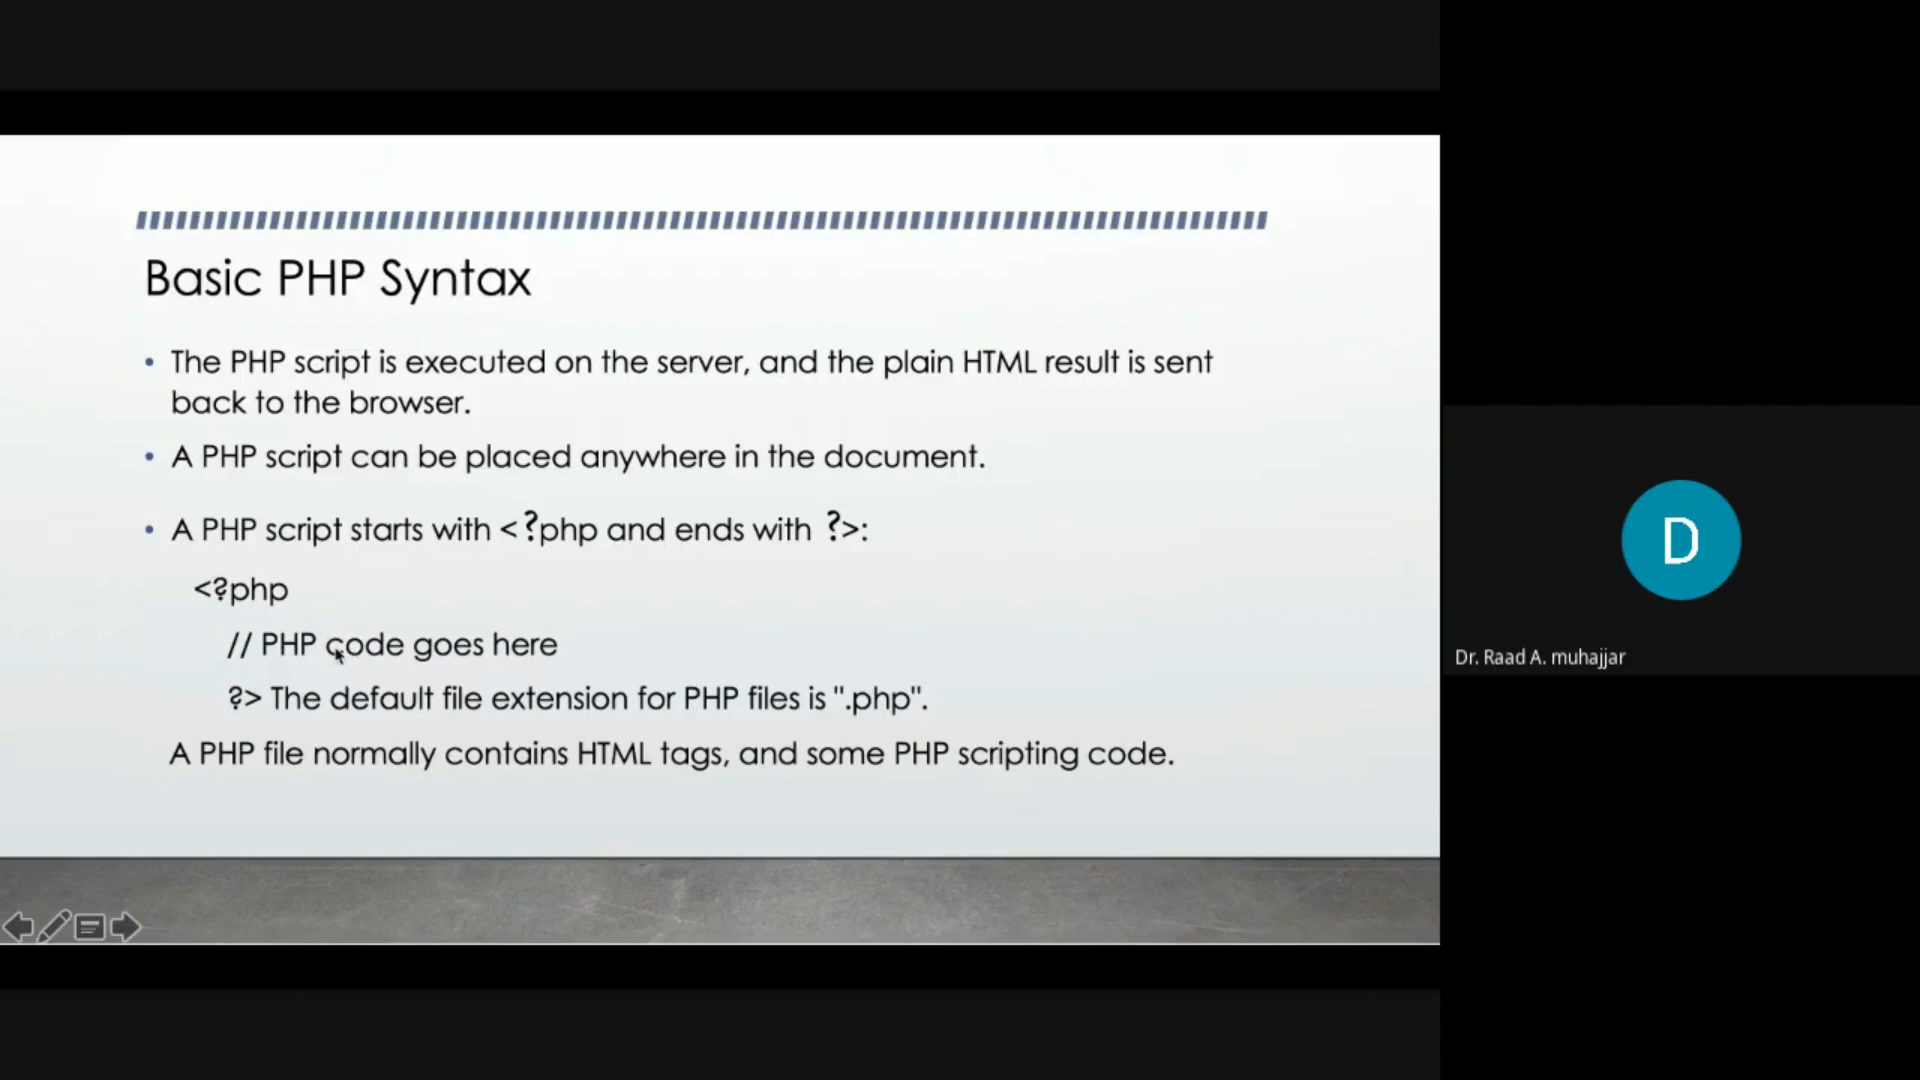 Basic PHP Syntax
• The PHP script is executed on the server, and the plain HTML result is sent
back to the browser.
• A PHP script can be placed anywhere in the document.
• A PHP script starts with <?php and ends with ?>:
<?php
// PHP code goes here
?> The default file extension for PHP files is ".php".
A PHP file normally contains HTML tags, and some PHP scripting code.
D
Dr. Raad A. muhajjar